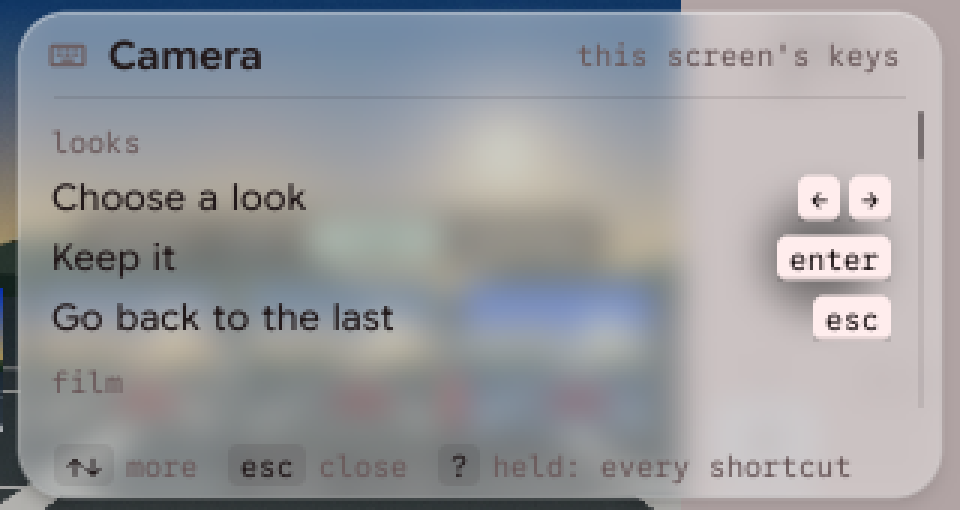 Camera this screen's keys
looks
Choose a look ← →
Keep it enter
Go back to the last esc
film
↑↓ more esc close ? held: every shortcut